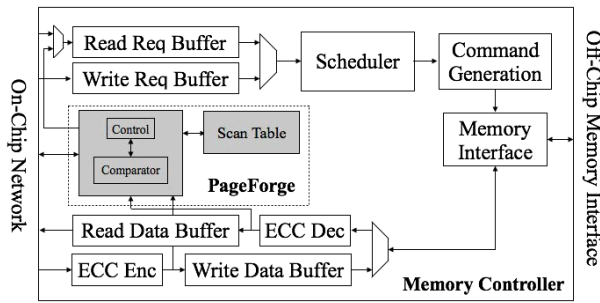 Read Req Buffer
Write Req Buffer
Scheduler
Command
Generation
Memory
Interface
Control
Comparator
Scan Table
PageForge
Read Data Buffer
ECC Dec
ECC Enc
Write Data Buffer
Memory Controller
On-Chip Network
Off-Chip Memory Interface